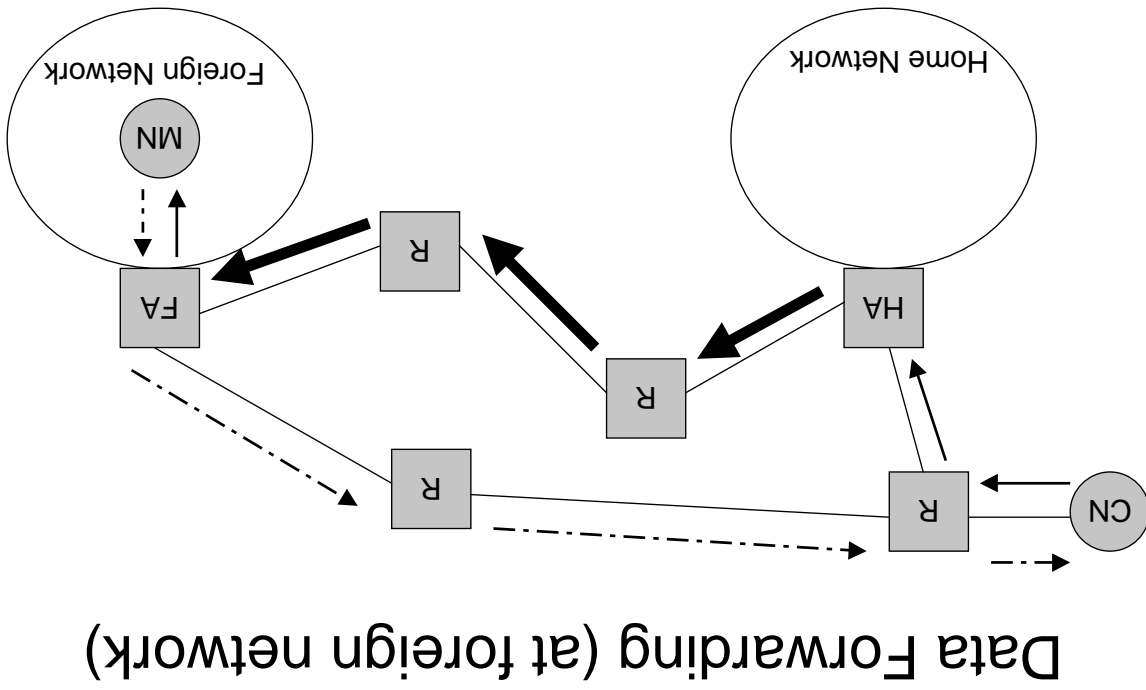 Data Forwarding (at foreign network)
CN
R
R
HA
R
R
FA
MN
Home Network
Foreign Network